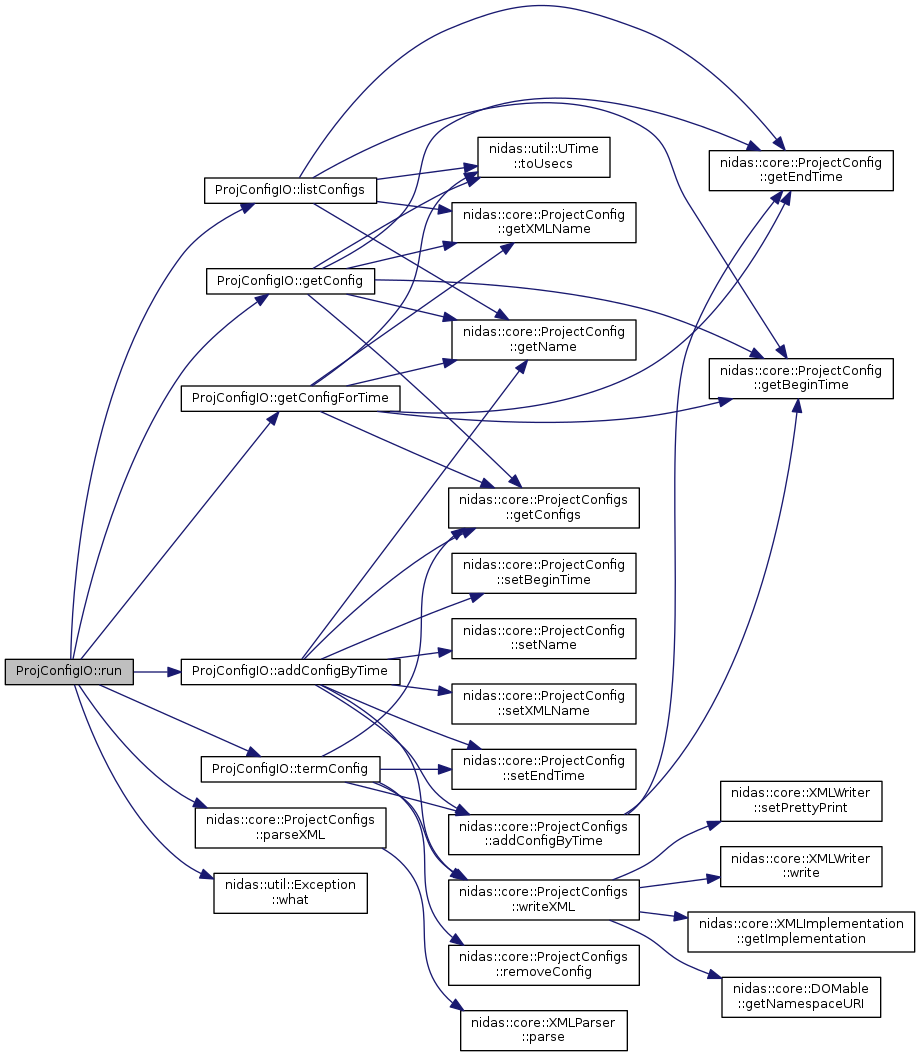 ProjConfigIO::run
ProjConfigIO::listConfigs
ProjConfigIO::getConfig
ProjConfigIO::getConfigForTime
ProjConfigIO::addConfigByTime
ProjConfigIO::termConfig
nidas::core::ProjectConfigs
::parseXML
nidas::util::Exception
::what
nidas::util::UTime
::toUsecs
nidas::core::ProjectConfig
::getXMLName
nidas::core::ProjectConfig
::getName
nidas::core::ProjectConfigs
::getConfigs
nidas::core::ProjectConfig
::setBeginTime
nidas::core::ProjectConfig
::setName
nidas::core::ProjectConfig
::setXMLName
nidas::core::ProjectConfig
::setEndTime
nidas::core::ProjectConfigs
::addConfigByTime
nidas::core::ProjectConfigs
::writeXML
nidas::core::ProjectConfigs
::removeConfig
nidas::core::XMLParser
::parse
nidas::core::ProjectConfig
::getEndTime
nidas::core::ProjectConfig
::getBeginTime
nidas::core::XMLWriter
::setPrettyPrint
nidas::core::XMLWriter
::write
nidas::core::XMLImplementation
::getImplementation
nidas::core::DOMable
::getNamespaceURI